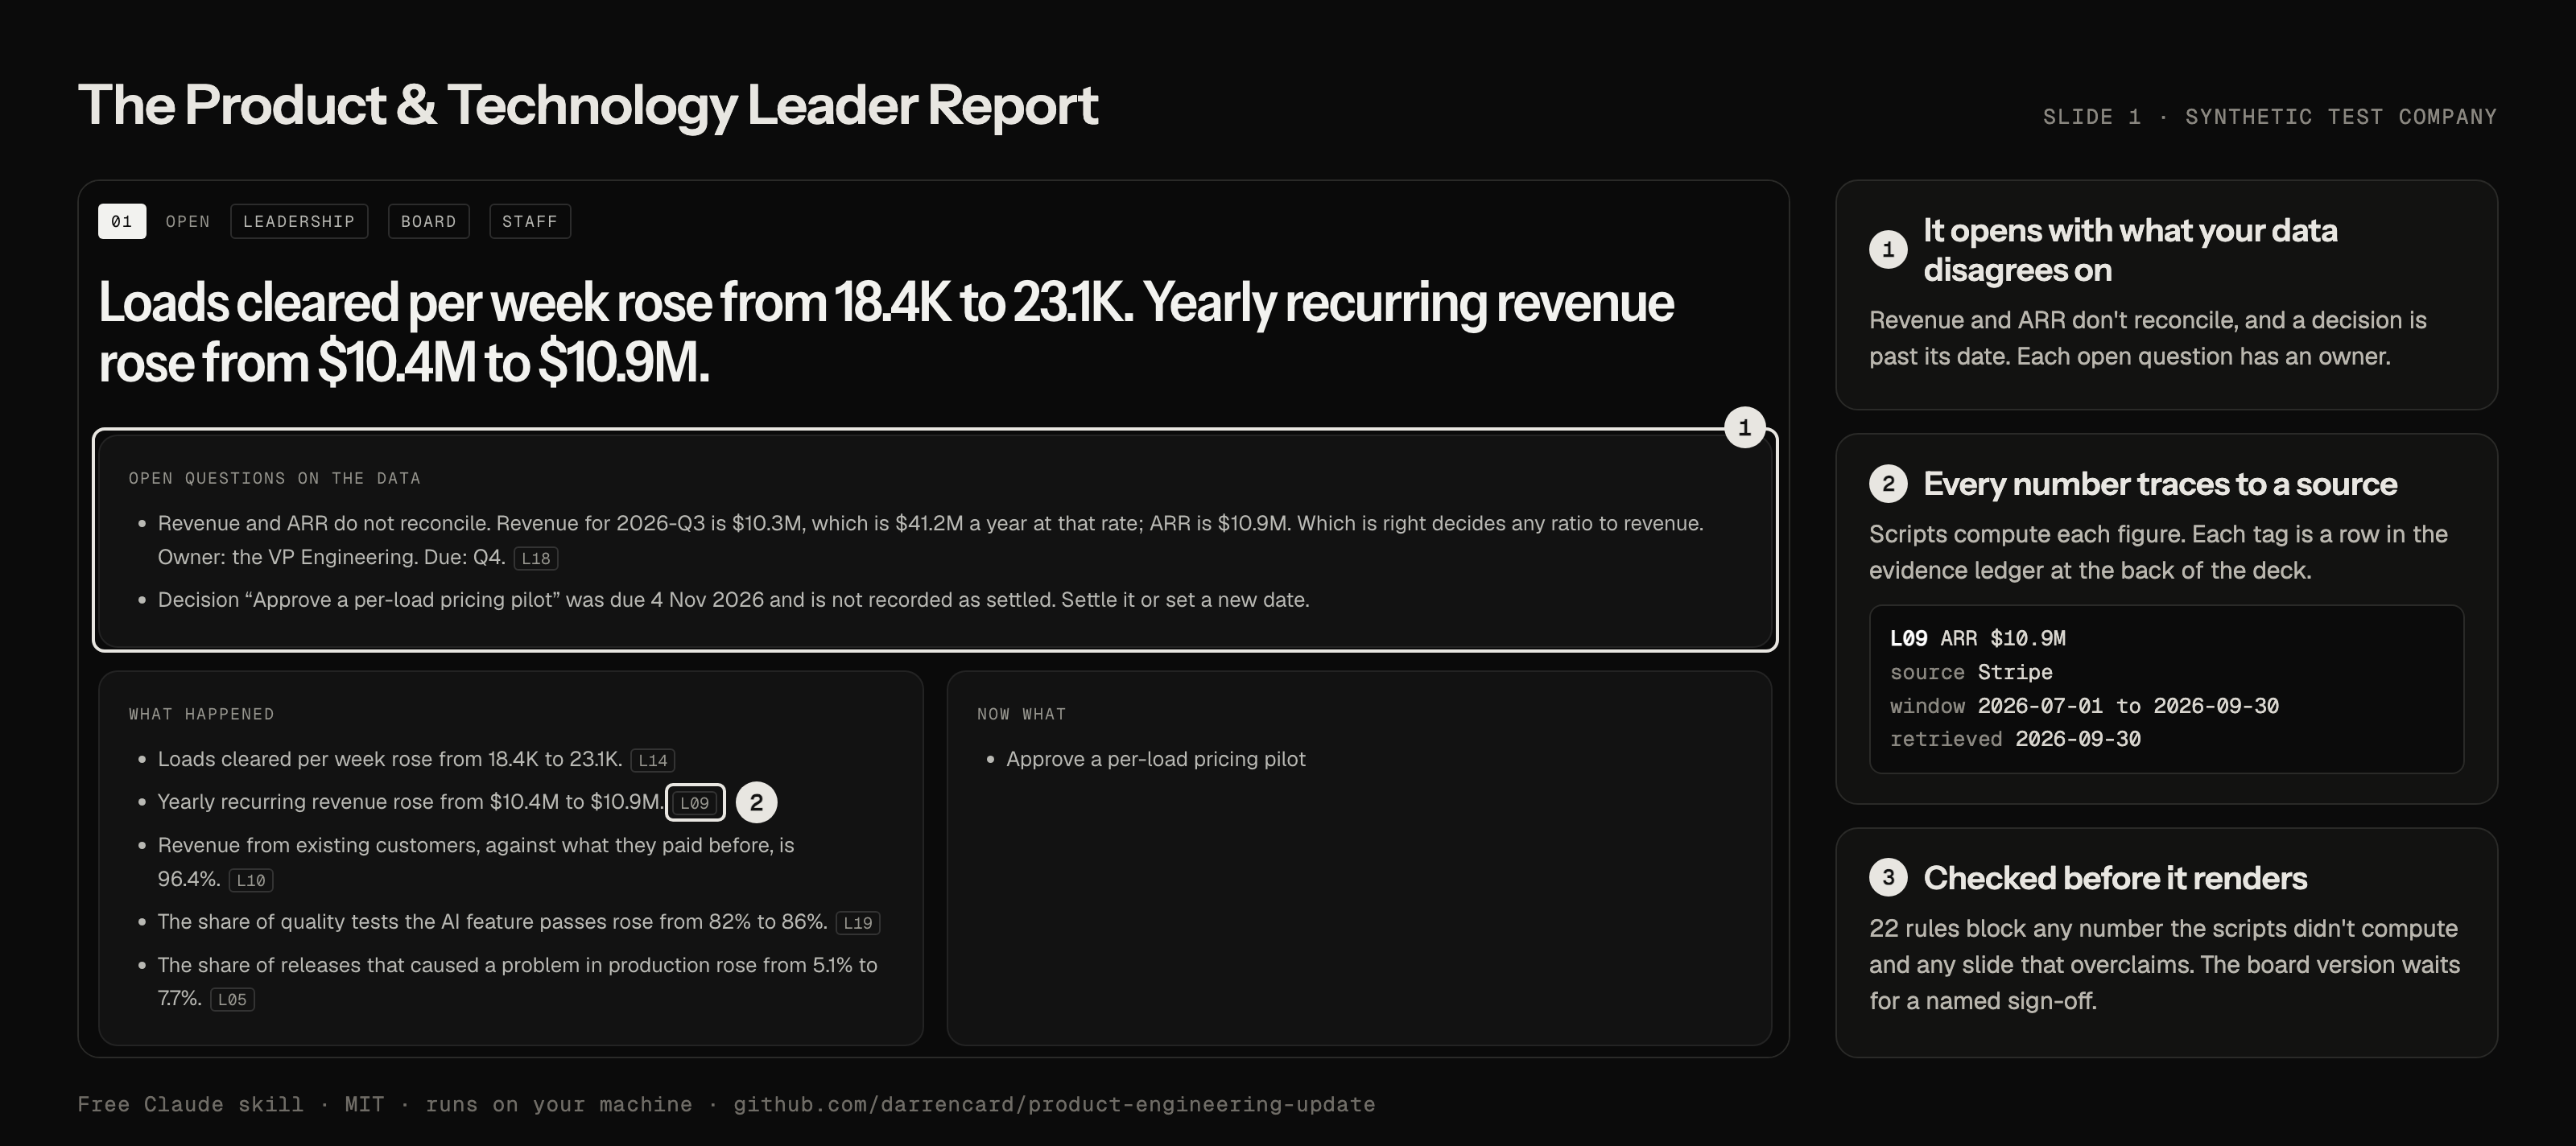 The Product & Technology Leader Report
SLIDE 1 · SYNTHETIC TEST COMPANY
01 OPEN LEADERSHIP BOARD STAFF
Loads cleared per week rose from 18.4K to 23.1K. Yearly recurring revenue
rose from $10.4M to $10.9M.
1
OPEN QUESTIONS ON THE DATA
• Revenue and ARR do not reconcile. Revenue for 2026-Q3 is $10.3M, which is $41.2M a year at that rate; ARR is $10.9M. Which is right decides any ratio to revenue.
Owner: the VP Engineering. Due: Q4. L18
• Decision “Approve a per-load pricing pilot” was due 4 Nov 2026 and is not recorded as settled. Settle it or set a new date.
WHAT HAPPENED
• Loads cleared per week rose from 18.4K to 23.1K. L14
• Yearly recurring revenue rose from $10.4M to $10.9M. L09 2
• Revenue from existing customers, against what they paid before, is
96.4%. L10
• The share of quality tests the AI feature passes rose from 82% to 86%. L19
• The share of releases that caused a problem in production rose from 5.1% to
7.7%. L05
NOW WHAT
• Approve a per-load pricing pilot
1 It opens with what your data
disagrees on
Revenue and ARR don't reconcile, and a decision is
past its date. Each open question has an owner.
2 Every number traces to a source
Scripts compute each figure. Each tag is a row in the
evidence ledger at the back of the deck.
L09 ARR $10.9M
source Stripe
window 2026-07-01 to 2026-09-30
retrieved 2026-09-30
3 Checked before it renders
22 rules block any number the scripts didn't compute
and any slide that overclaims. The board version waits
for a named sign-off.
Free Claude skill · MIT · runs on your machine · github.com/darrencard/product-engineering-update